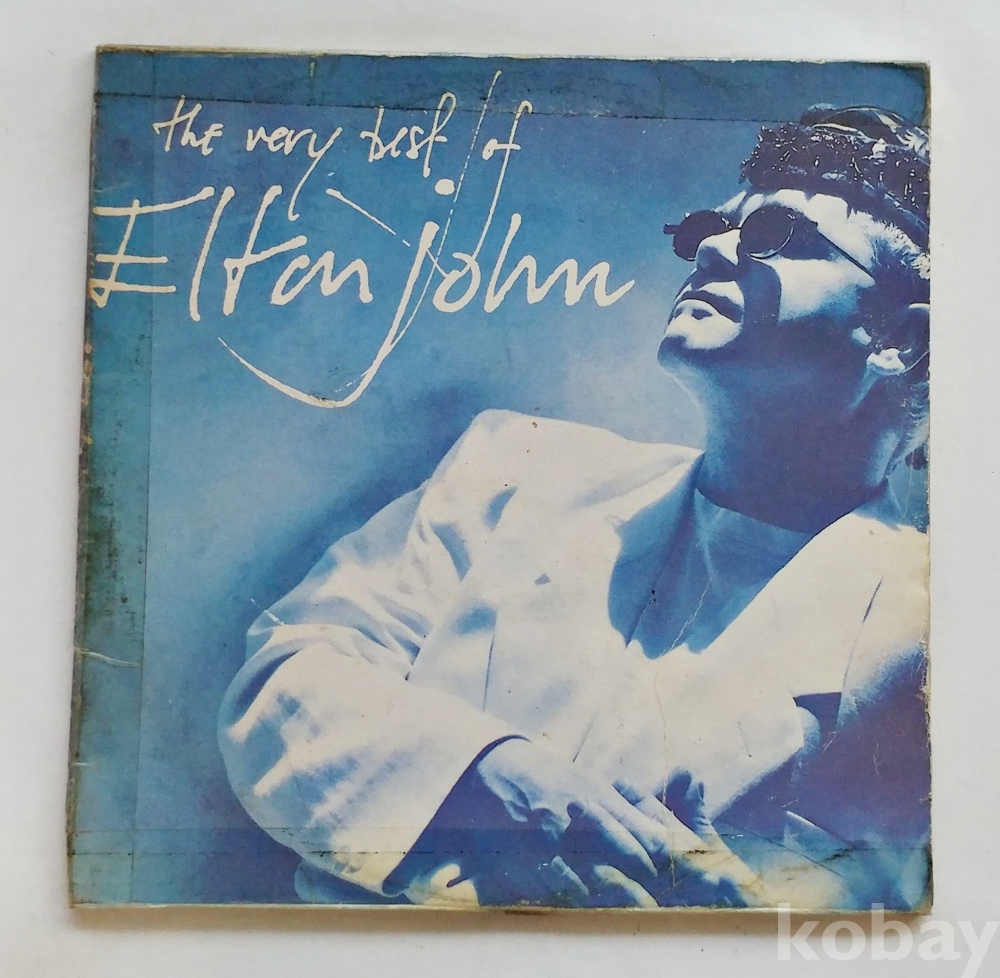 the very best of
Elton john
kobay